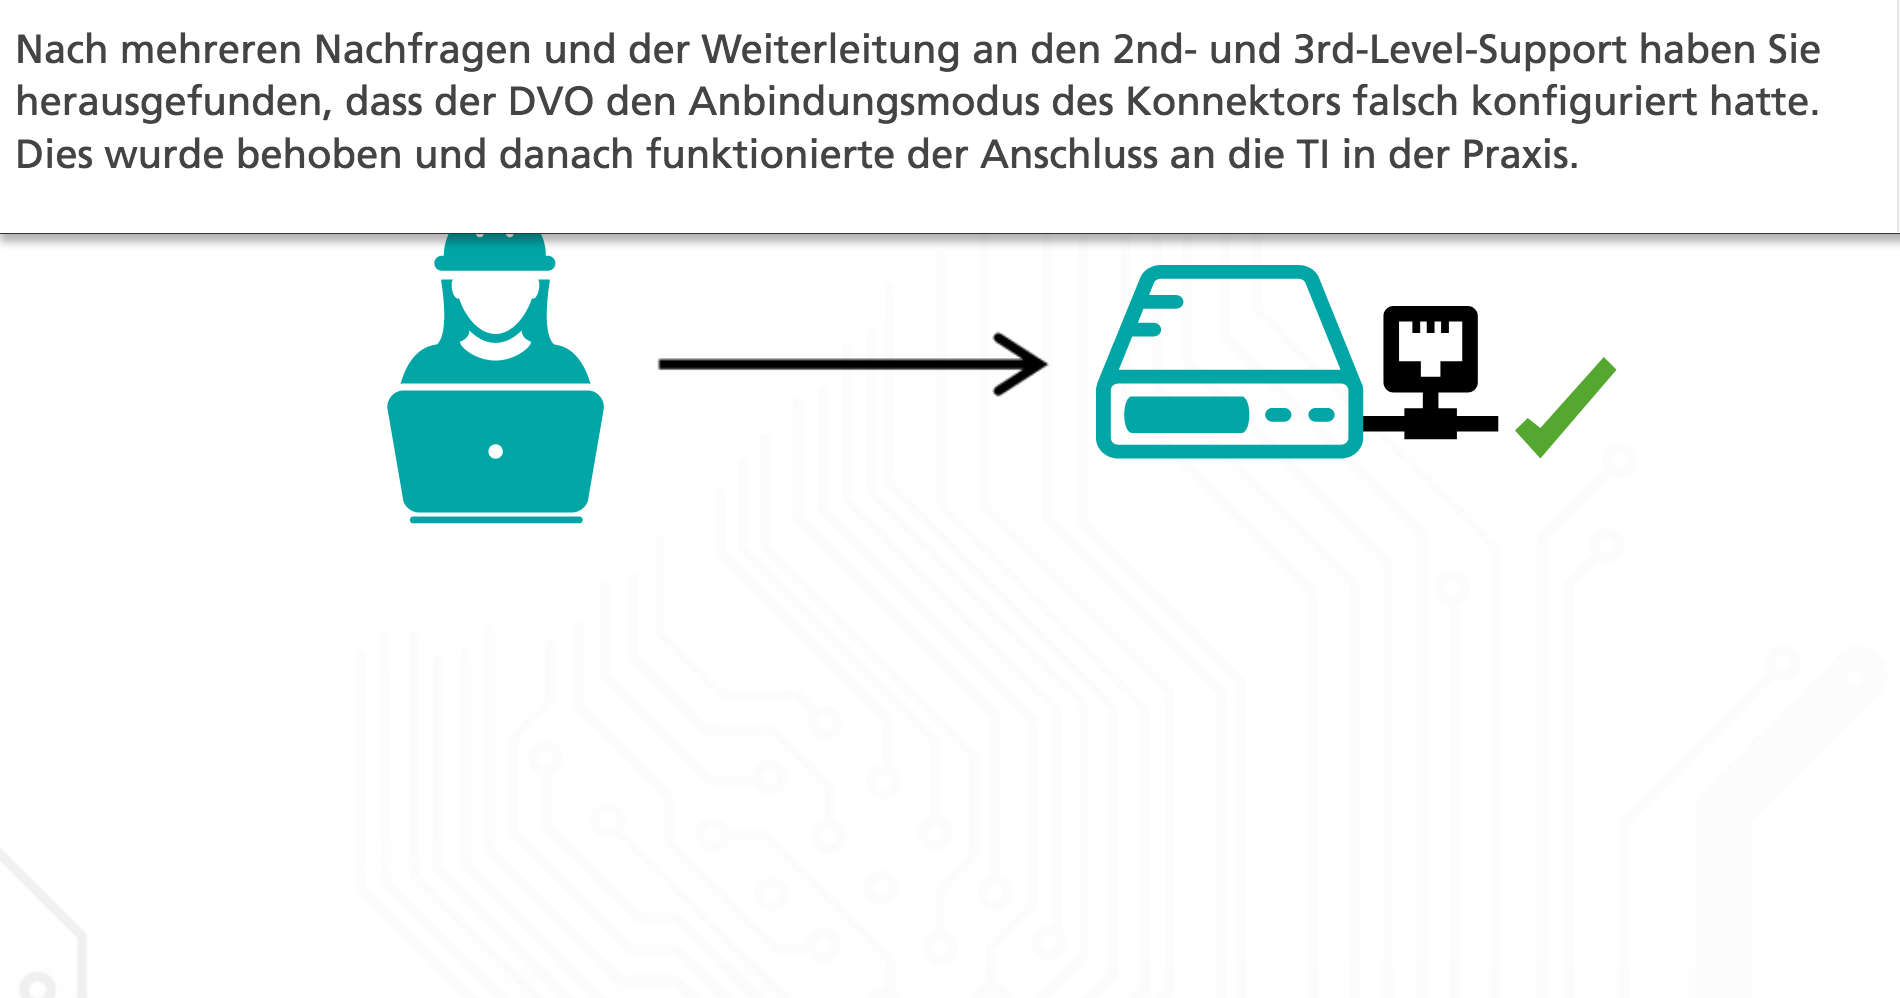 Nach mehreren Nachfragen und der Weiterleitung an den 2nd- und 3rd-Level-Support haben Sie
herausgefunden, dass der DVO den Anbindungsmodus des Konnektors falsch konfiguriert hatte.
Dies wurde behoben und danach funktionierte der Anschluss an die TI in der Praxis.